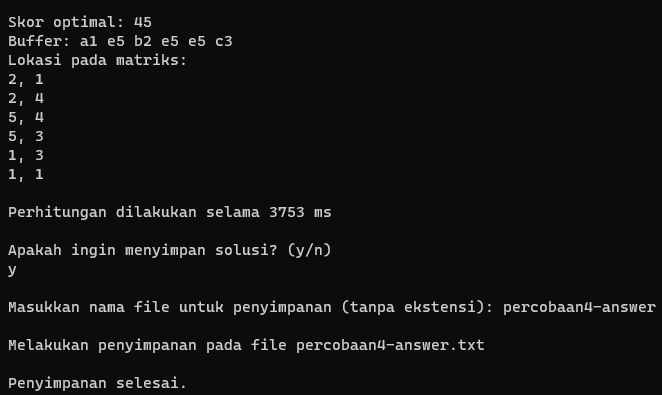 Skor optimal: 45
Buffer: a1 e5 b2 e5 e5 c3
Lokasi pada matriks:
2, 1
2, 4
5, 4
5, 3
1, 3
1, 1
Perhitungan dilakukan selama 3753 ms
Apakah ingin menyimpan solusi? (y/n)
y
Masukkan nama file untuk penyimpanan (tanpa ekstensi): percobaan4-answer
Melakukan penyimpanan pada file percobaan4-answer.txt
Penyimpanan selesai.